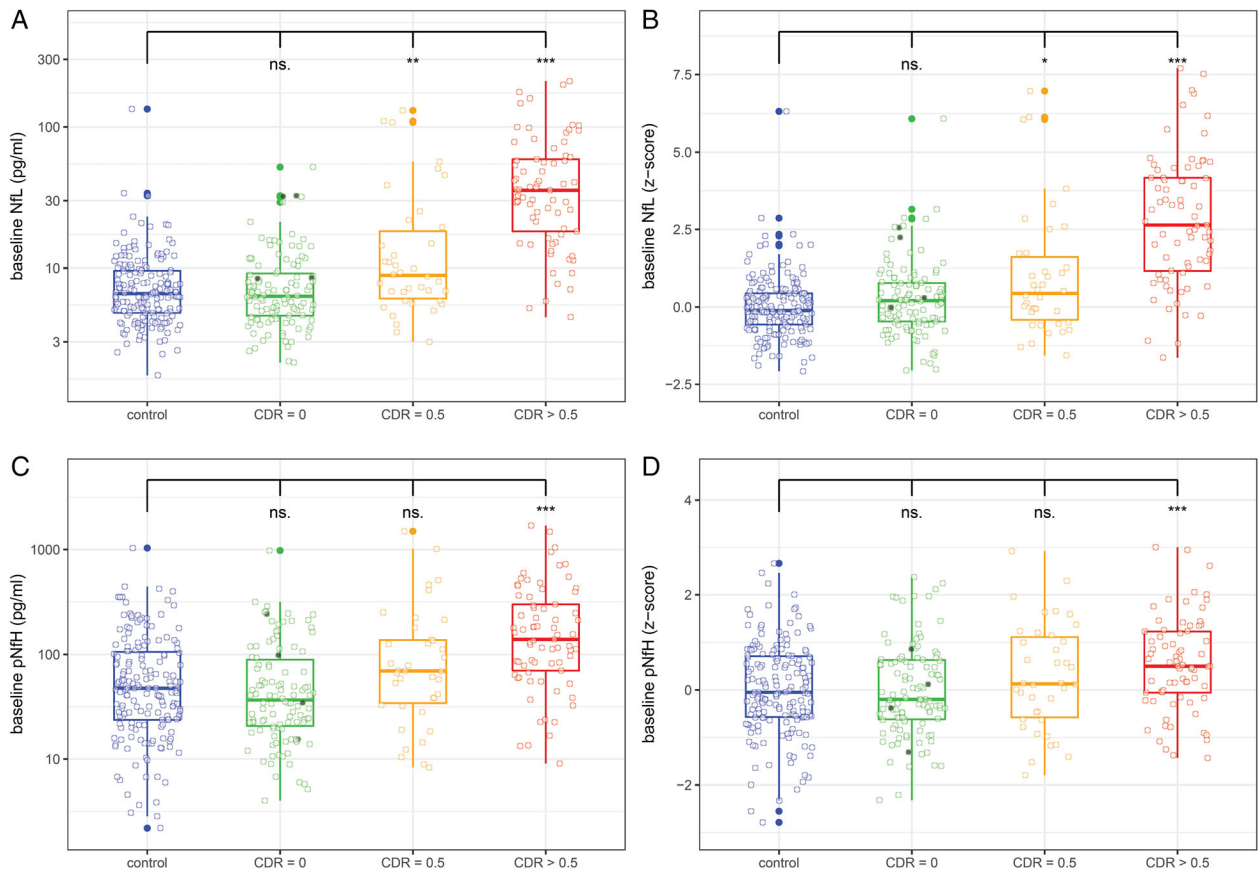 A
baseline NfL (pg/ml)
300
100
30
10
3
ns.
**
***
control
CDR = 0
CDR = 0.5
CDR > 0.5
B
baseline NfL (z−score)
7.5
5.0
2.5
0.0
−2.5
ns.
*
***
control
CDR = 0
CDR = 0.5
CDR > 0.5
C
baseline pNfH (pg/ml)
1000
100
10
ns.
ns.
***
control
CDR = 0
CDR = 0.5
CDR > 0.5
D
baseline pNfH (z−score)
4
2
0
−2
ns.
ns.
***
control
CDR = 0
CDR = 0.5
CDR > 0.5